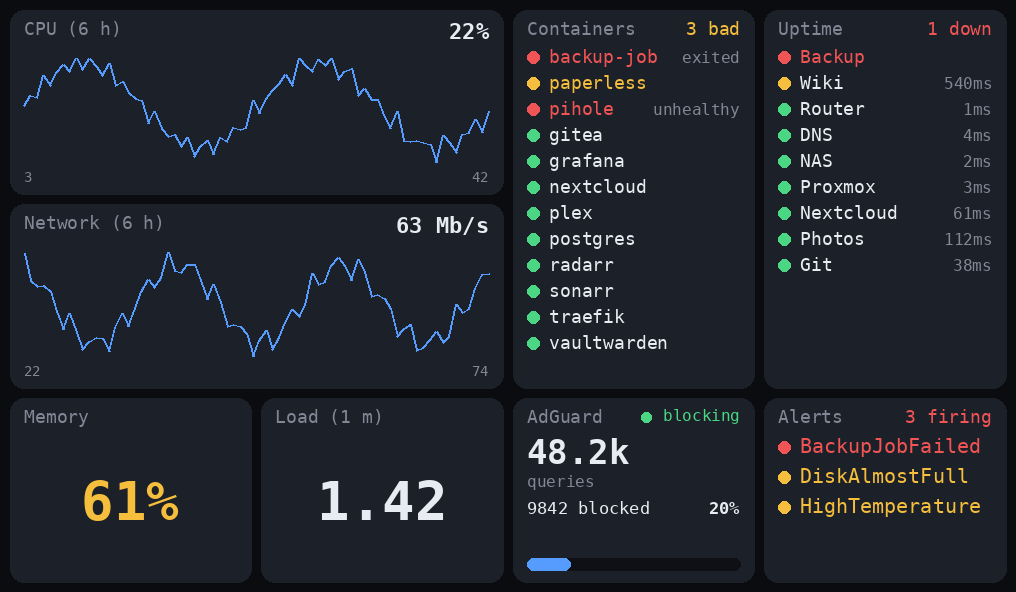 CPU (6 h) 22%
3 42
Network (6 h) 63 Mb/s
22 74
Memory
61%
Load (1 m)
1.42
Containers 3 bad
backup-job exited
paperless
pihole unhealthy
gitea
grafana
nextcloud
plex
postgres
radarr
sonarr
traefik
vaultwarden
Uptime 1 down
Backup
Wiki 540ms
Router 1ms
DNS 4ms
NAS 2ms
Proxmox 3ms
Nextcloud 61ms
Photos 112ms
Git 38ms
AdGuard blocking
48.2k
queries
9842 blocked 20%
Alerts 3 firing
BackupJobFailed
DiskAlmostFull
HighTemperature